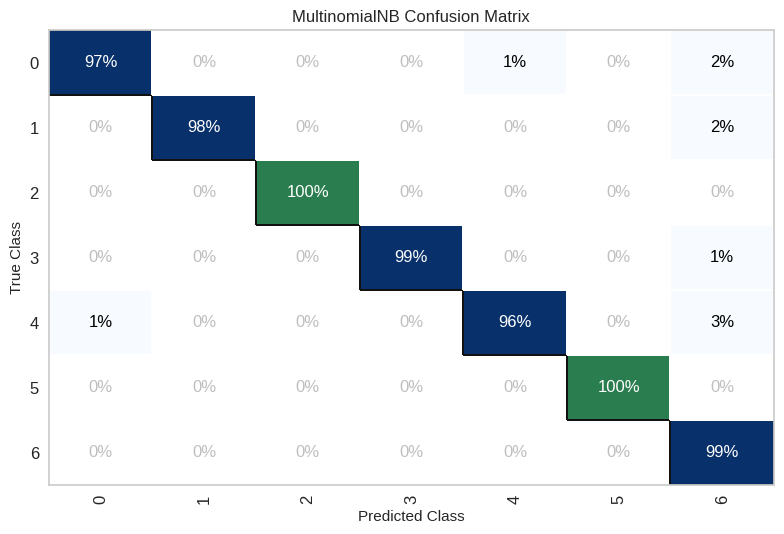 MultinomialNB Confusion Matrix
True Class
0 97% 0% 0% 0% 1% 0% 2%
1 0% 98% 0% 0% 0% 0% 2%
2 0% 0% 100% 0% 0% 0% 0%
3 0% 0% 0% 99% 0% 0% 1%
4 1% 0% 0% 0% 96% 0% 3%
5 0% 0% 0% 0% 0% 100% 0%
6 0% 0% 0% 0% 0% 0% 99%
0 1 2 3 4 5 6
Predicted Class